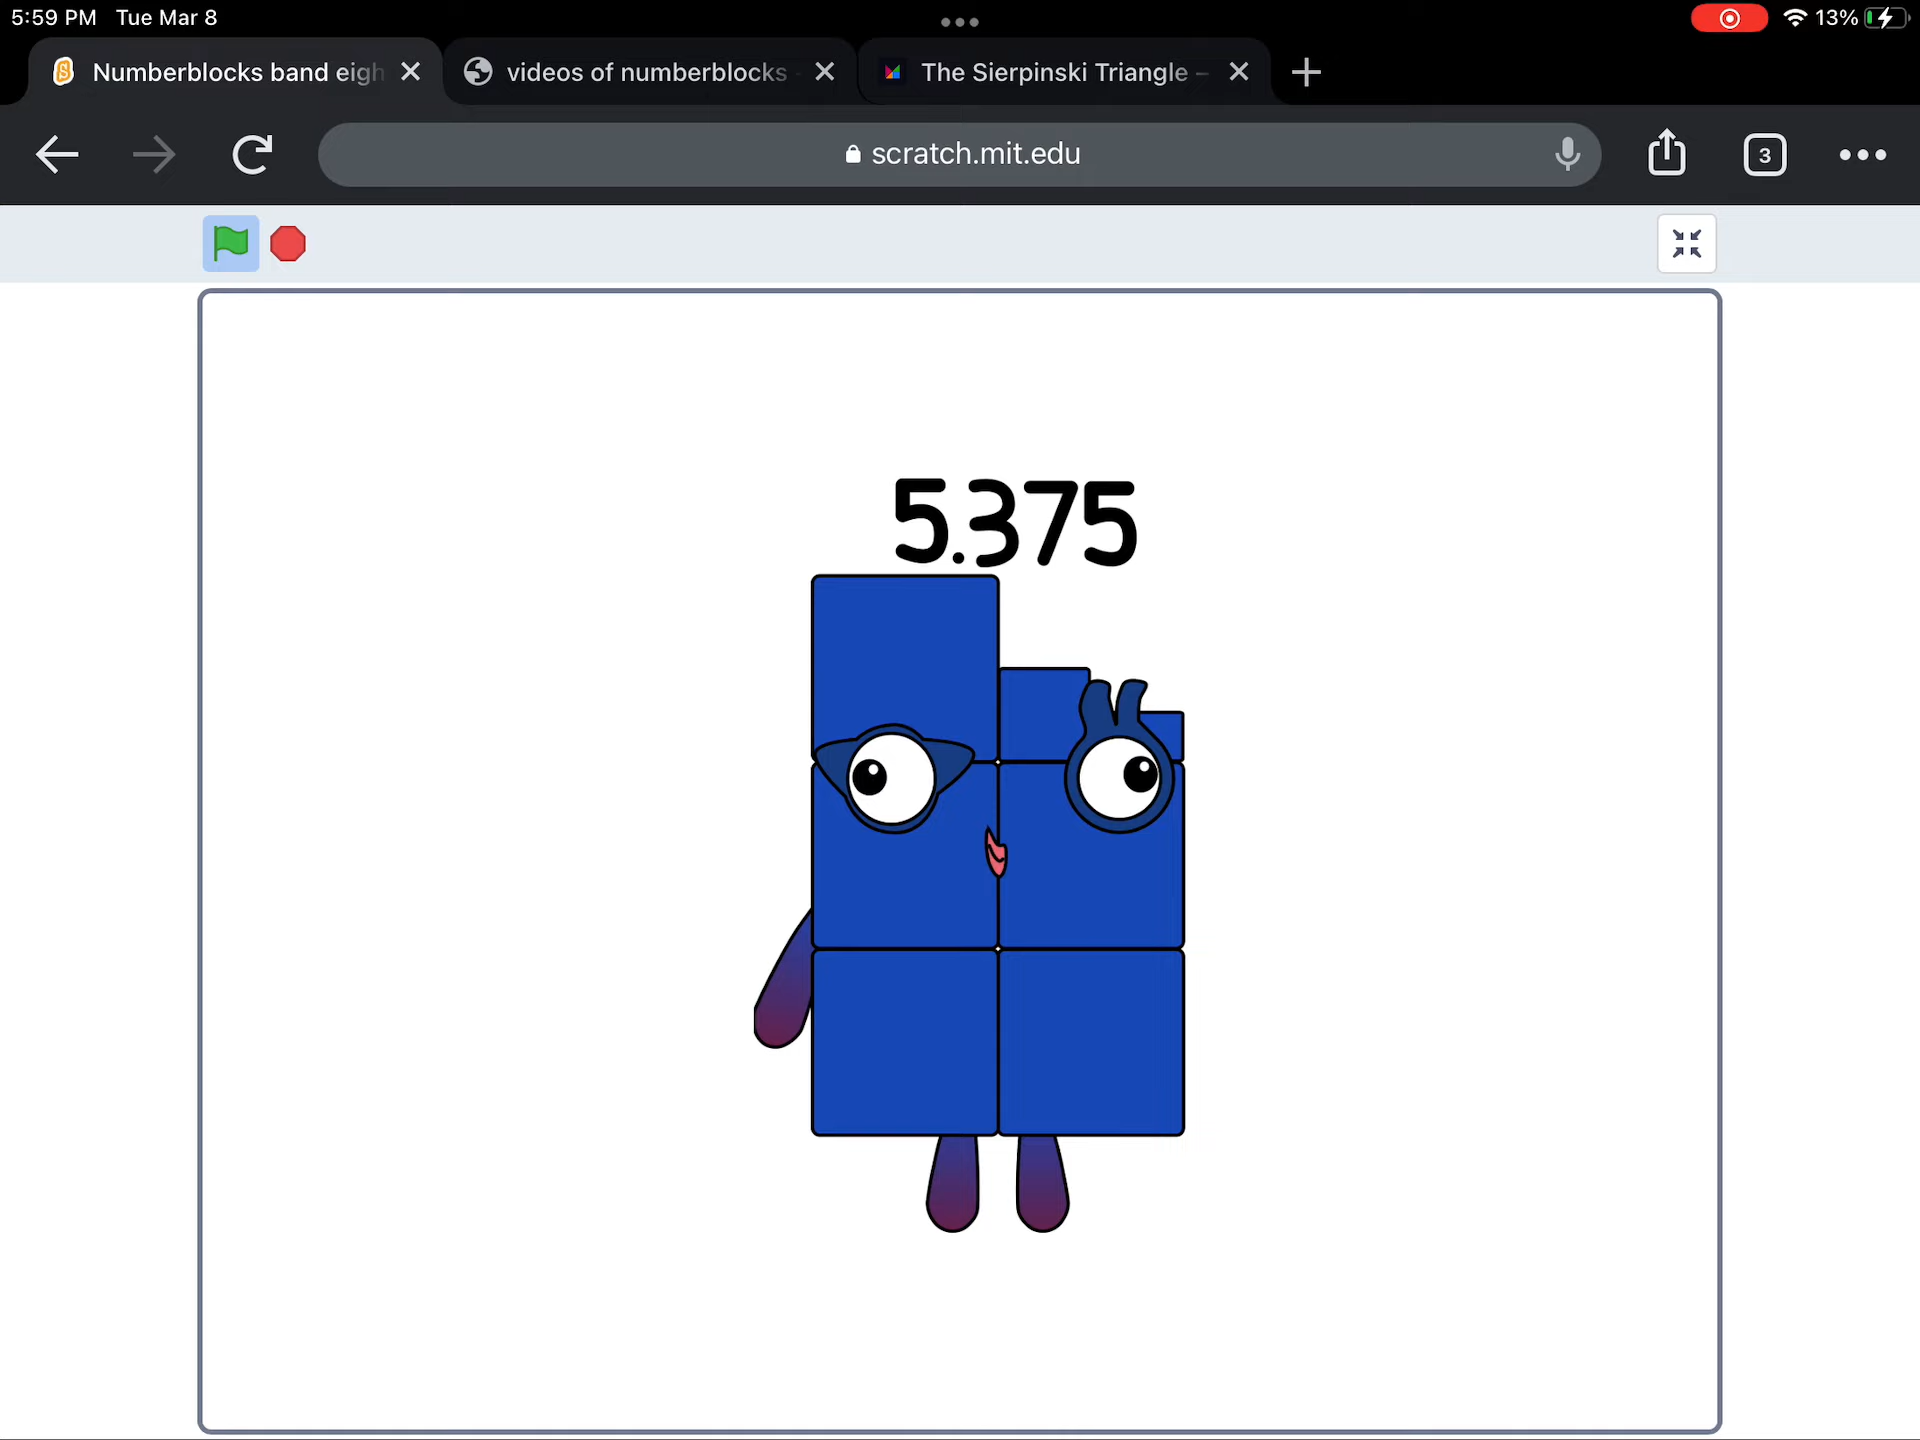 5:59 PM Tue Mar 8
13%
Numberblocks band eigh
videos of numberblocks
The Sierpinski Triangle –
scratch.mit.edu
3
5.375